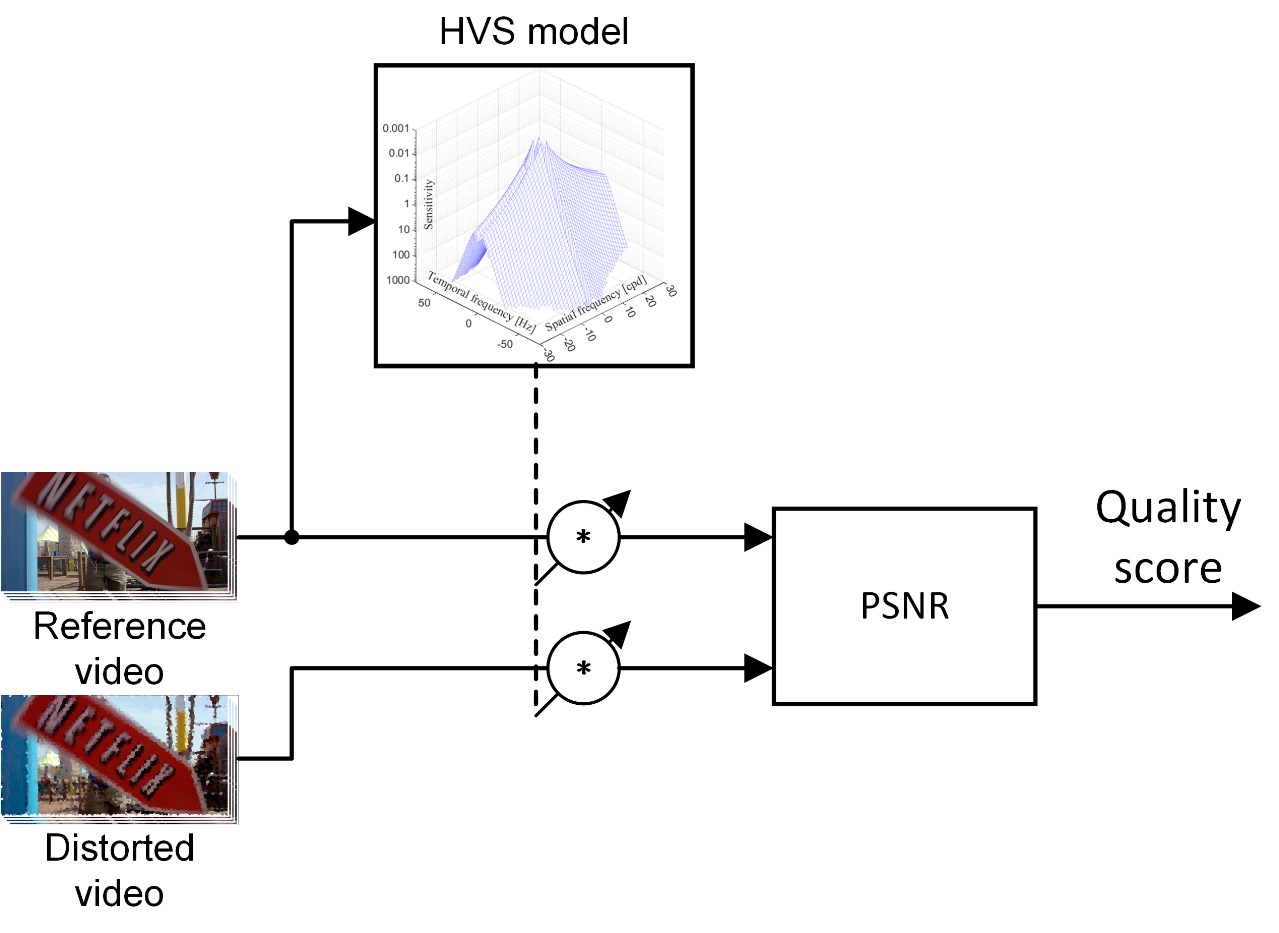 HVS model
0.001
0.01
0.1
1
10
100
1000
Sensitivity
Temporal frequency [Hz]
50
0
-50
Spatial frequency [cpd]
-30
-20
-10
0
10
20
30
NETFLIX
Reference
video
NETFLIX
Distorted
video
*
*
PSNR
Quality
score